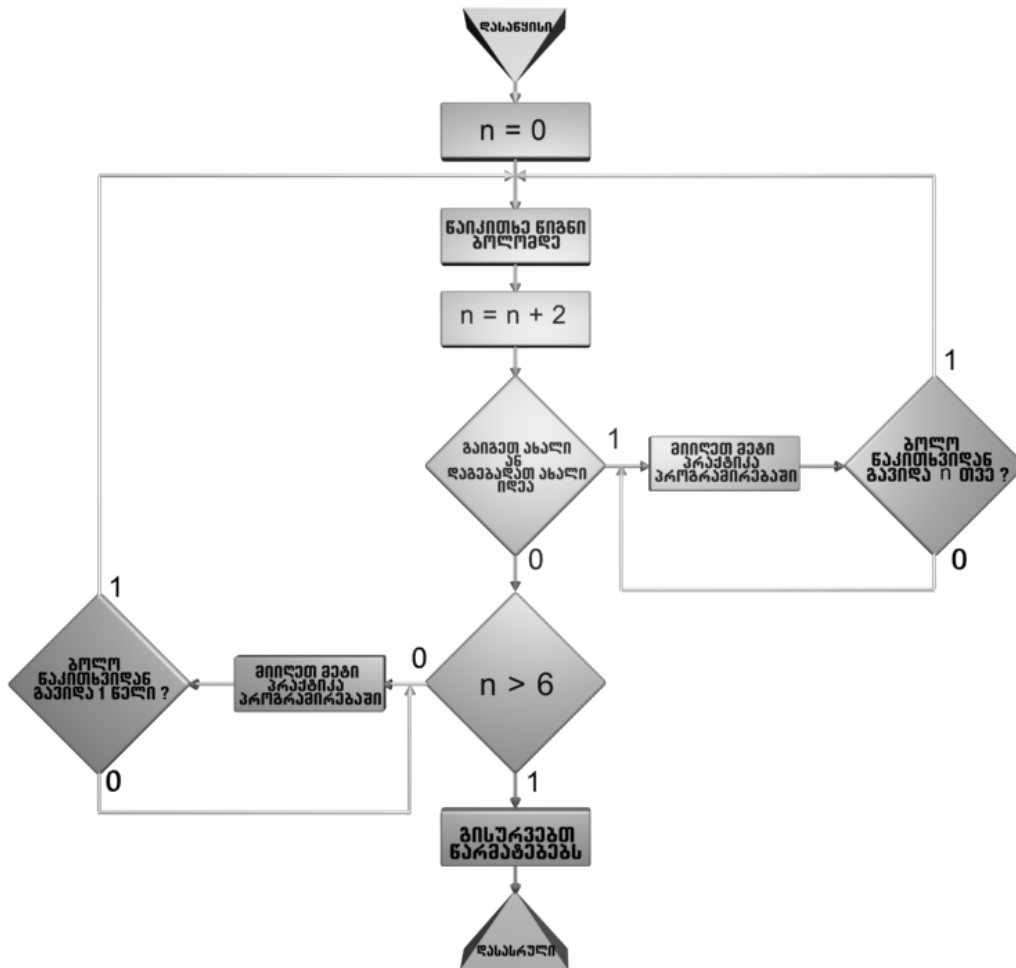 დასაწყისი
n = 0
წაიკითხე წიგნი
ბოლომდე
n = n + 2
გაიგეთ ახალი
ან
დაგებადათ ახალი
იდეა
1
0
მიიღეთ მეტი
პრაქტიკა
პროგრამირებაში
ბოლო
წაკითხვიდან
გავიდა n თვე ?
1
0
n > 6
0
1
მიიღეთ მეტი
პრაქტიკა
პროგრამირებაში
ბოლო
წაკითხვიდან
გავიდა 1 წელი ?
1
0
გისურვებთ
წარმატებებს
დასასრული